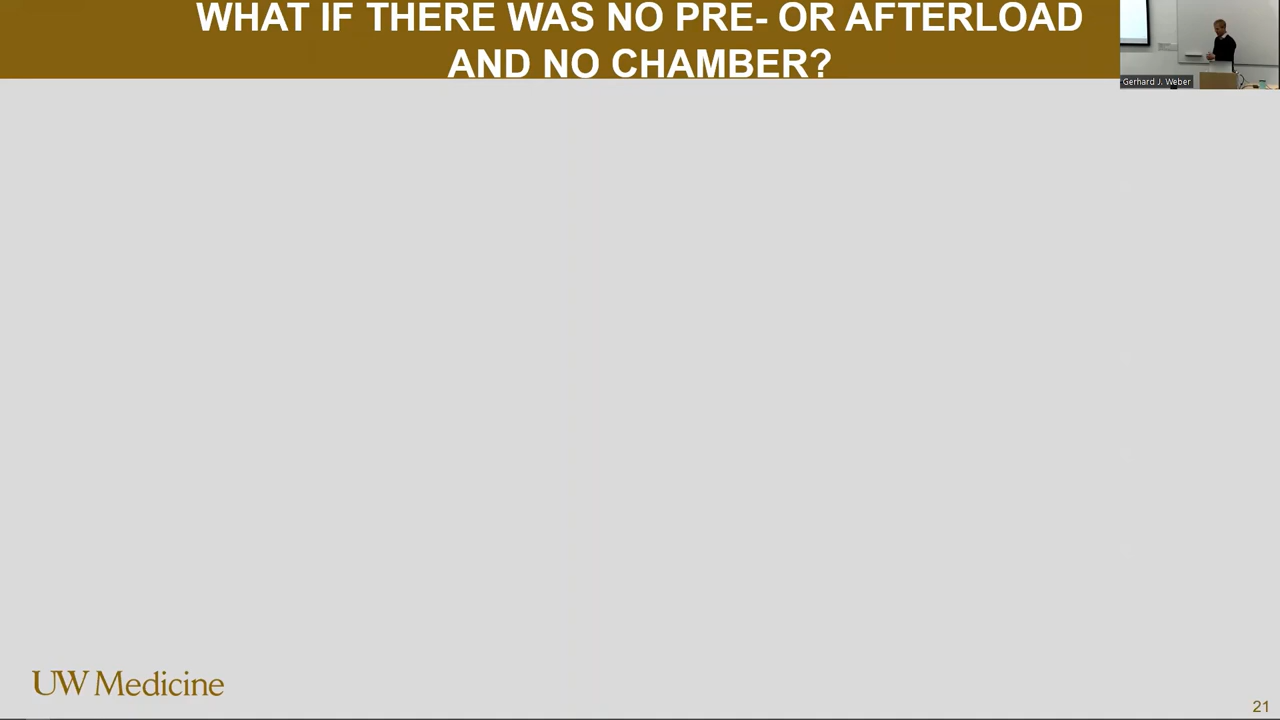 WHAT IF THERE WAS NO PRE- OR AFTERLOAD
AND NO CHAMBER?
Gerhard J. Weber
UW Medicine
21